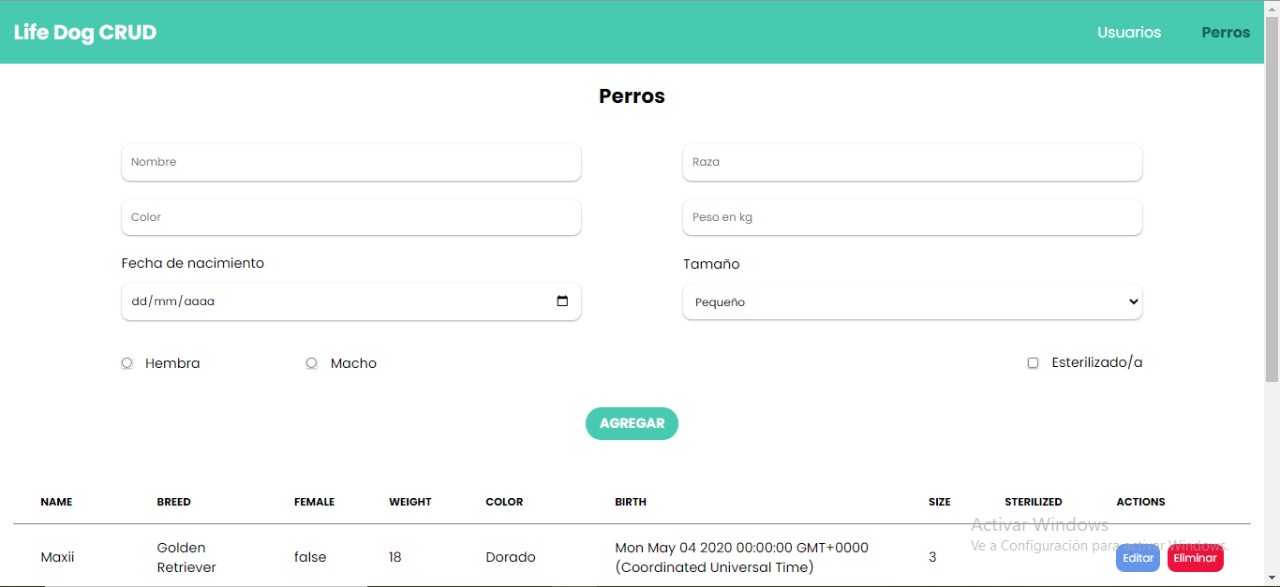 Life Dog CRUD
Usuarios
Perros
Perros
Nombre
Raza
Color
Peso en kg
Fecha de nacimiento
Tamaño
dd/mm/aaaa
Pequeño
Hembra
Macho
Esterilizado/a
AGREGAR
NAME BREED FEMALE WEIGHT COLOR BIRTH SIZE STERILIZED ACTIONS
Maxii
Golden
Retriever
false
18
Dorado
Mon May 04 2020 00:00:00 GMT+0000
(Coordinated Universal Time)
3
Editar
Eliminar
Activar Windows
Ve a Configuración para activar Windows.